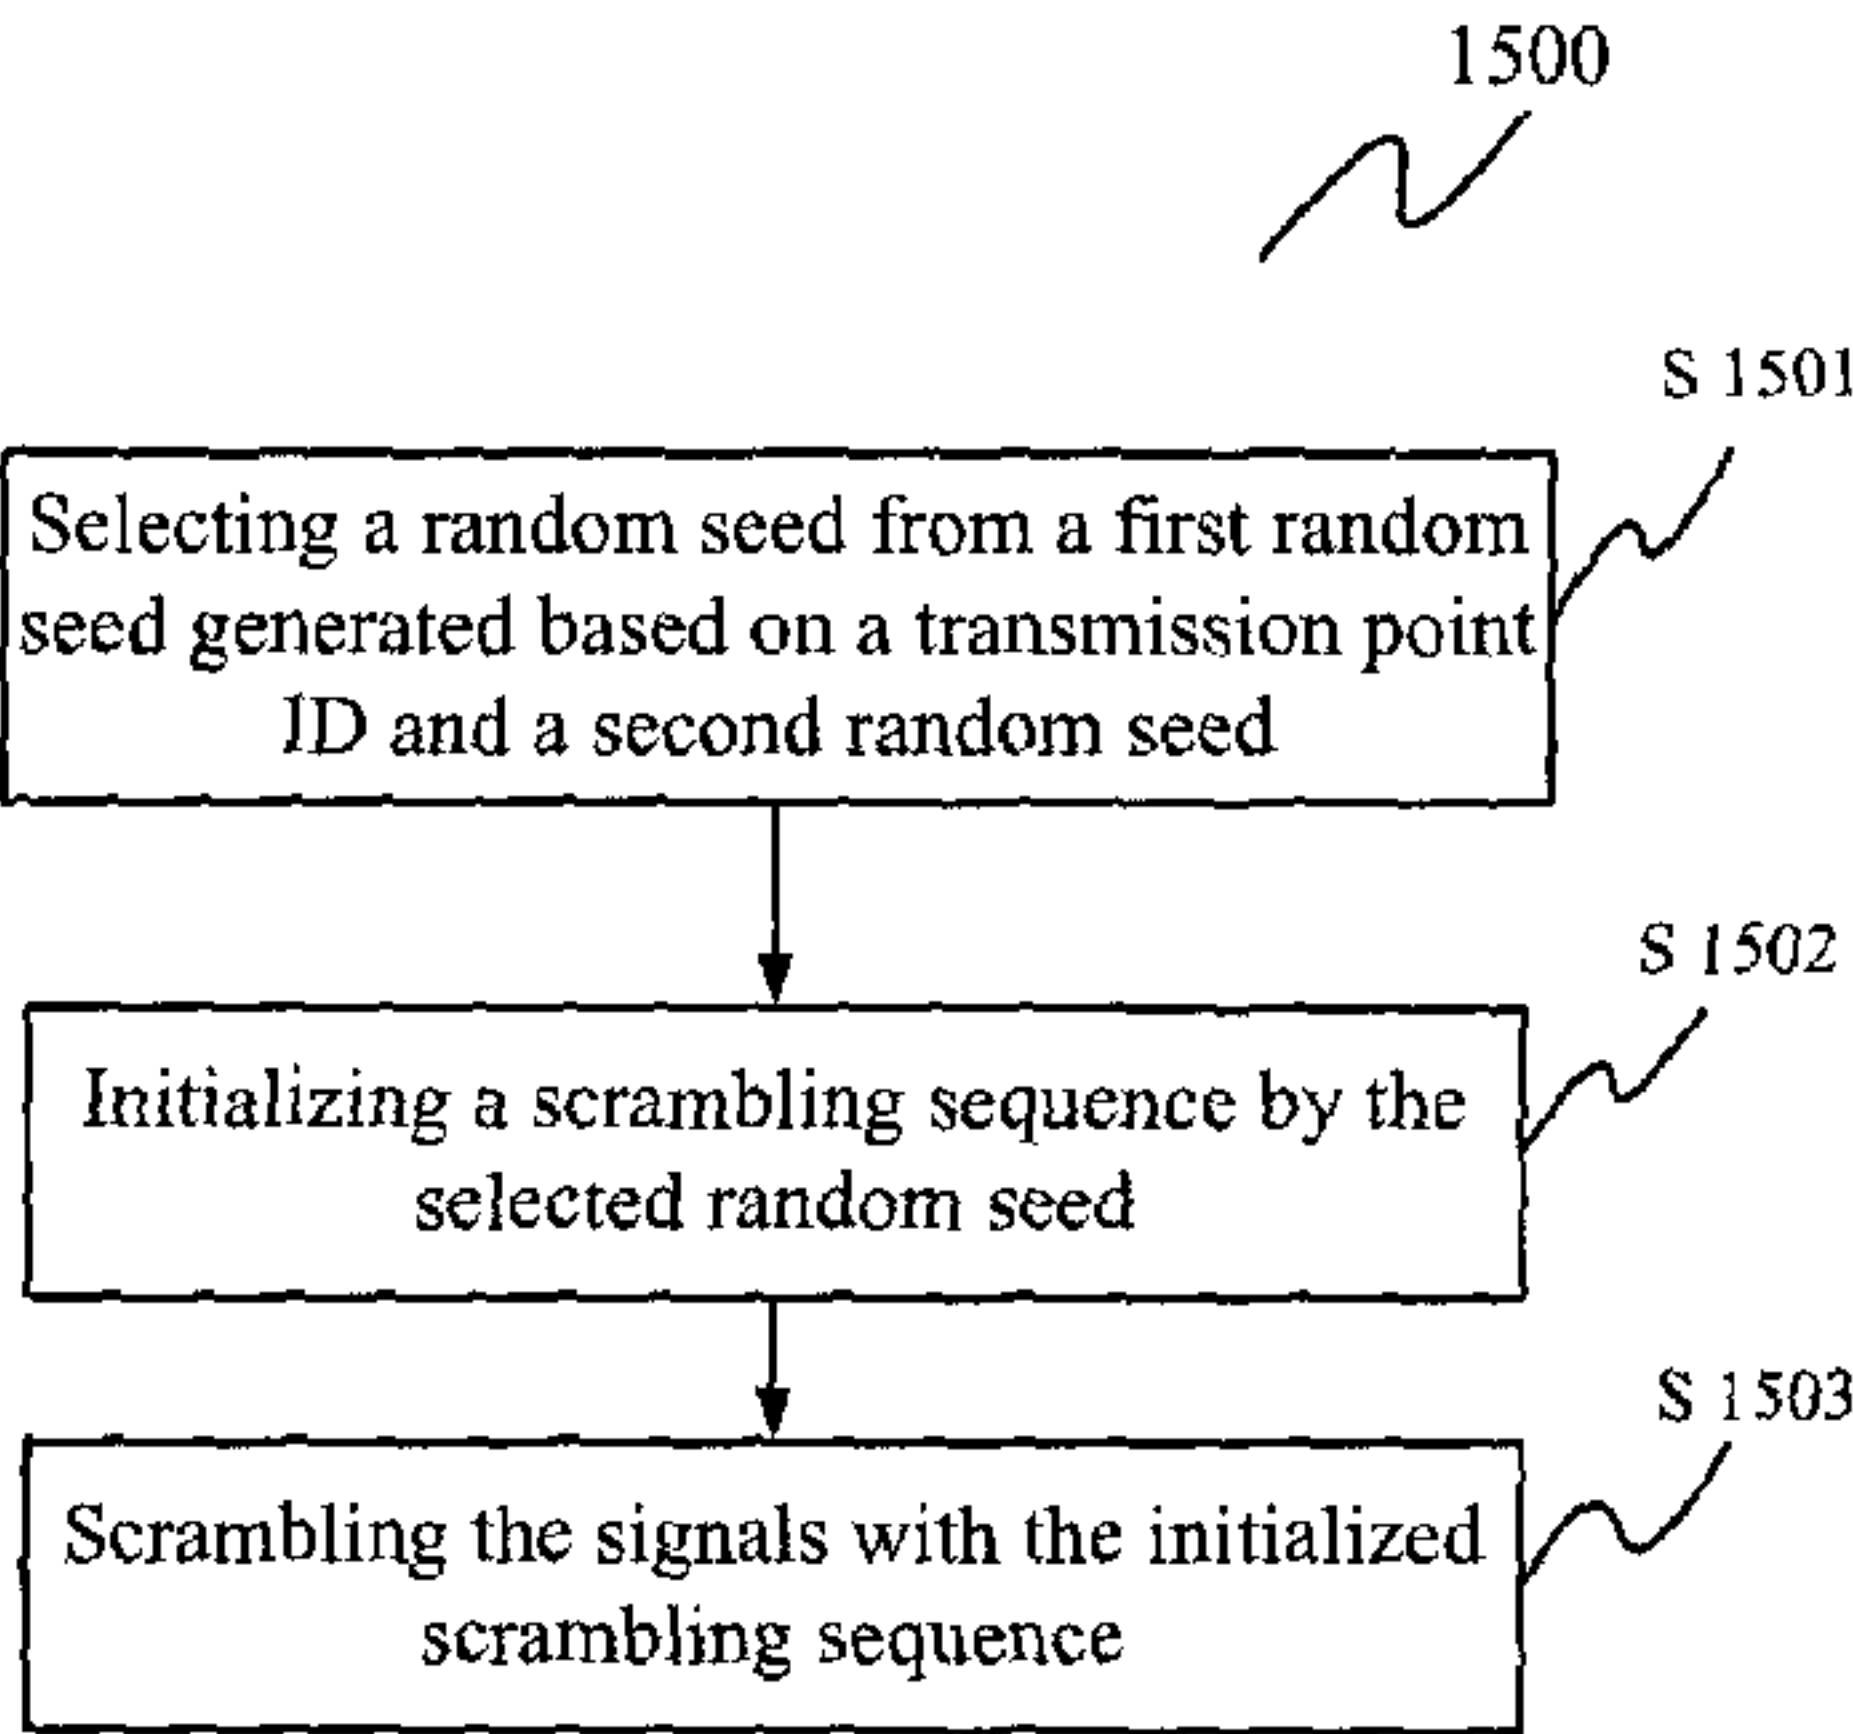 1500
S 1501
Selecting a random seed from a first random
seed generated based on a transmission point
ID and a second random seed
S 1502
Initializing a scrambling sequence by the
selected random seed
S 1503
Scrambling the signals with the initialized
scrambling sequence